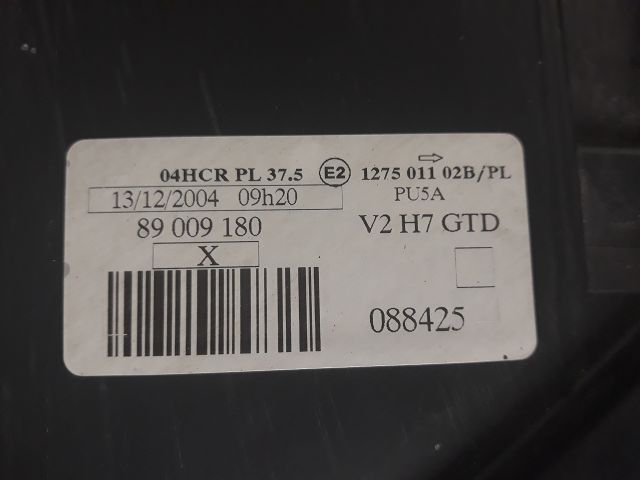 04HCR PL 37.5 E2 1275 011 02B/PL
13/12/2004 09h20 PU5A
89 009 180 V2 H7 GTD
X
088425